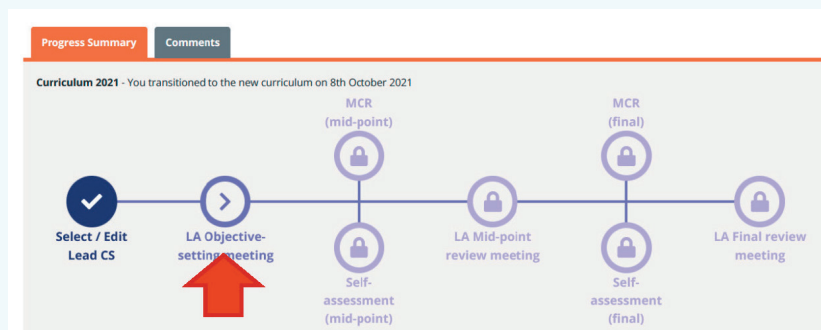 Progress Summary
Comments
Curriculum 2021 - You transitioned to the new curriculum on 8th October 2021
MCR
(mid-point)
MCR
(final)
Select / Edit
Lead CS
LA Objective-
setting meeting
LA Mid-point
review meeting
LA Final review
meeting
Self-
assessment
(mid-point)
Self-
assessment
(final)